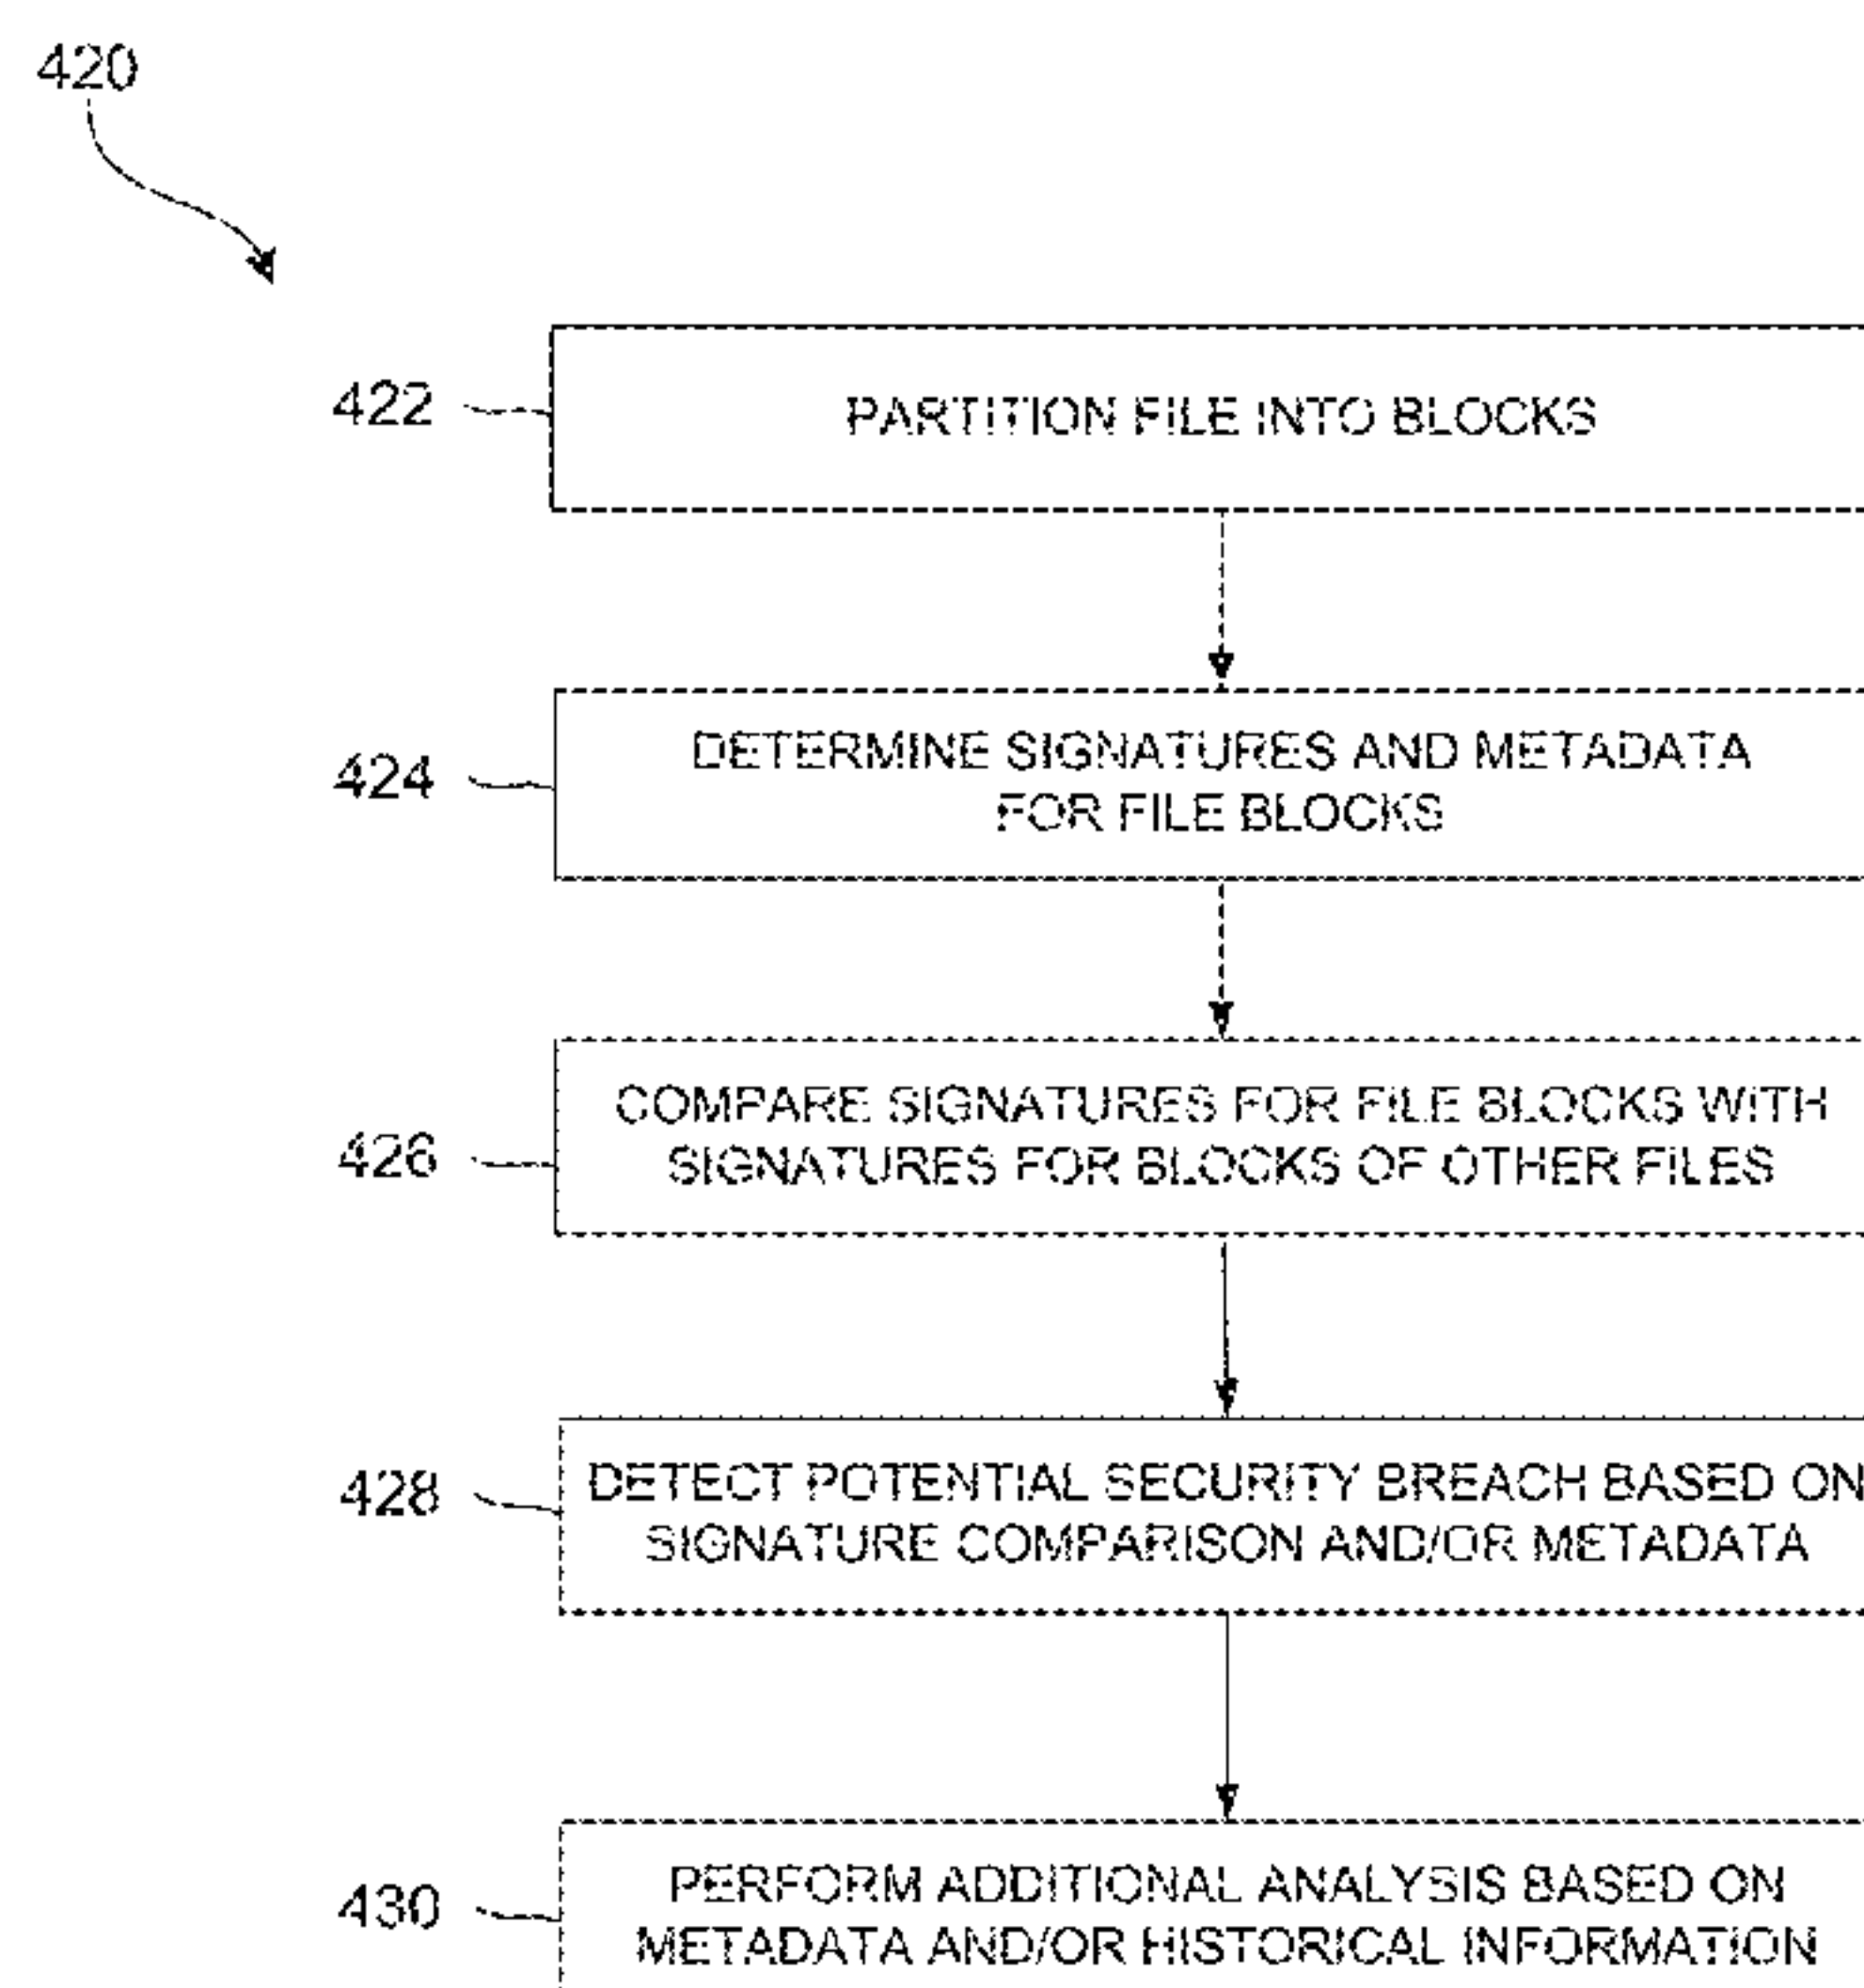 420
422
PARTITION FILE INTO BLOCKS
424
DETERMINE SIGNATURES AND METADATA
FOR FILE BLOCKS
426
COMPARE SIGNATURES FOR FILE BLOCKS WITH
SIGNATURES FOR BLOCKS OF OTHER FILES
428
DETECT POTENTIAL SECURITY BREACH BASED ON
SIGNATURE COMPARISON AND/OR METADATA
430
PERFORM ADDITIONAL ANALYSIS BASED ON
METADATA AND/OR HISTORICAL INFORMATION